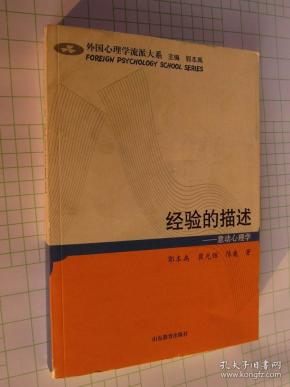 外国心理学流派大系 主编 郭本禹
FOREIGN PSYCHOLOGY SCHOOL SERIES
经验的描述
——意动心理学
郭本禹 崔光辉 陈巍 著
山东教育出版社
孔夫子旧书网